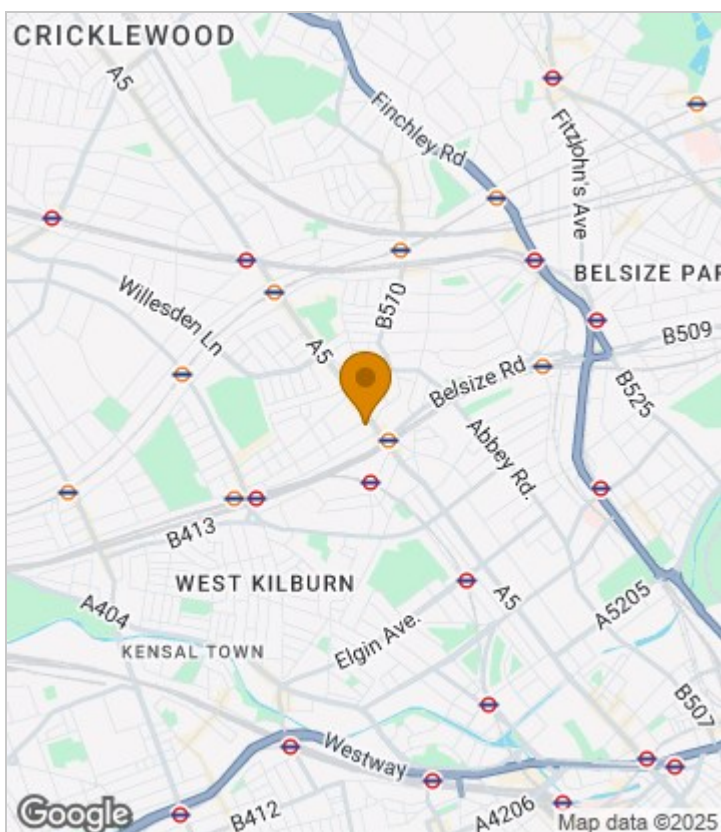 CRICKLEWOOD
A5
Finchley Rd
Fitzjohn's Ave
BELSIZE PAR
Willesden Ln
B570
A5
B509
Belsize Rd
B525
Abbey Rd.
B413
WEST KILBURN
A5
A404
A5205
Elgin Ave.
KENSAL TOWN
B507
Westway
Google
B412
A4206
Map data ©2025